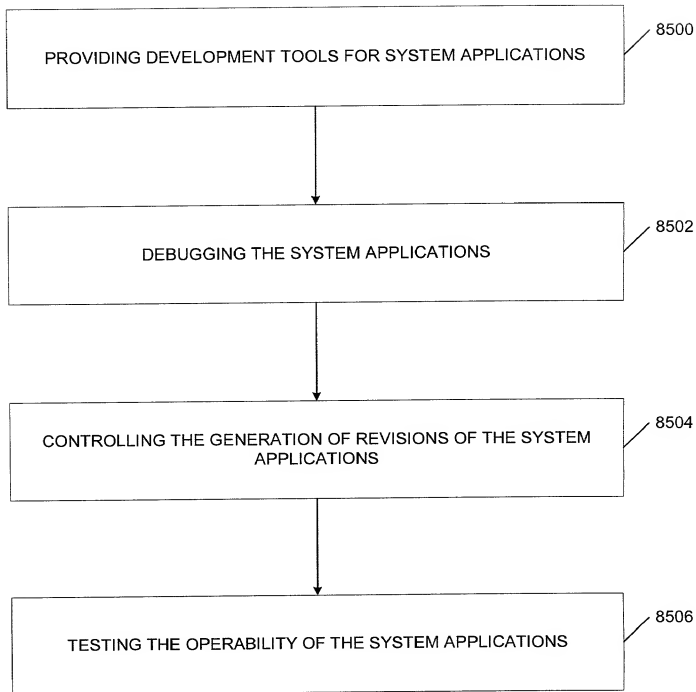 PROVIDING DEVELOPMENT TOOLS FOR SYSTEM APPLICATIONS
8500
DEBUGGING THE SYSTEM APPLICATIONS
8502
CONTROLLING THE GENERATION OF REVISIONS OF THE SYSTEM
APPLICATIONS
8504
TESTING THE OPERABILITY OF THE SYSTEM APPLICATIONS
8506